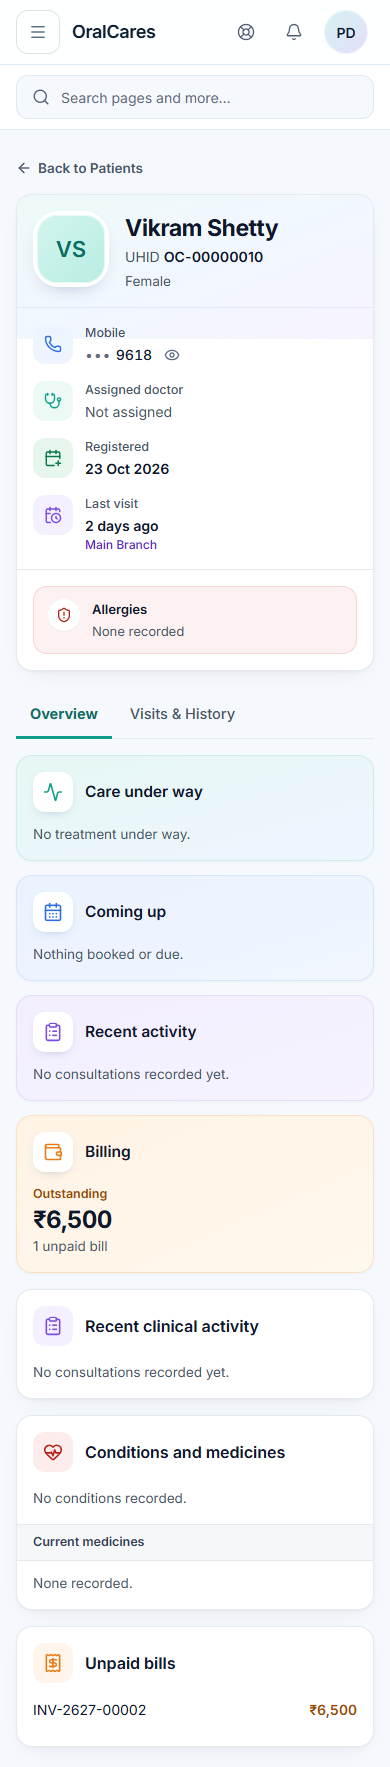 OralCares
PD
Search pages and more...
Back to Patients
VS
Vikram Shetty
UHID OC-00000010
Female
Mobile
••• 9618
Assigned doctor
Not assigned
Registered
23 Oct 2026
Last visit
2 days ago
Main Branch
Allergies
None recorded
Overview
Visits & History
Care under way
No treatment under way.
Coming up
Nothing booked or due.
Recent activity
No consultations recorded yet.
Billing
Outstanding
₹6,500
1 unpaid bill
Recent clinical activity
No consultations recorded yet.
Conditions and medicines
No conditions recorded.
Current medicines
None recorded.
Unpaid bills
INV-2627-00002 ₹6,500